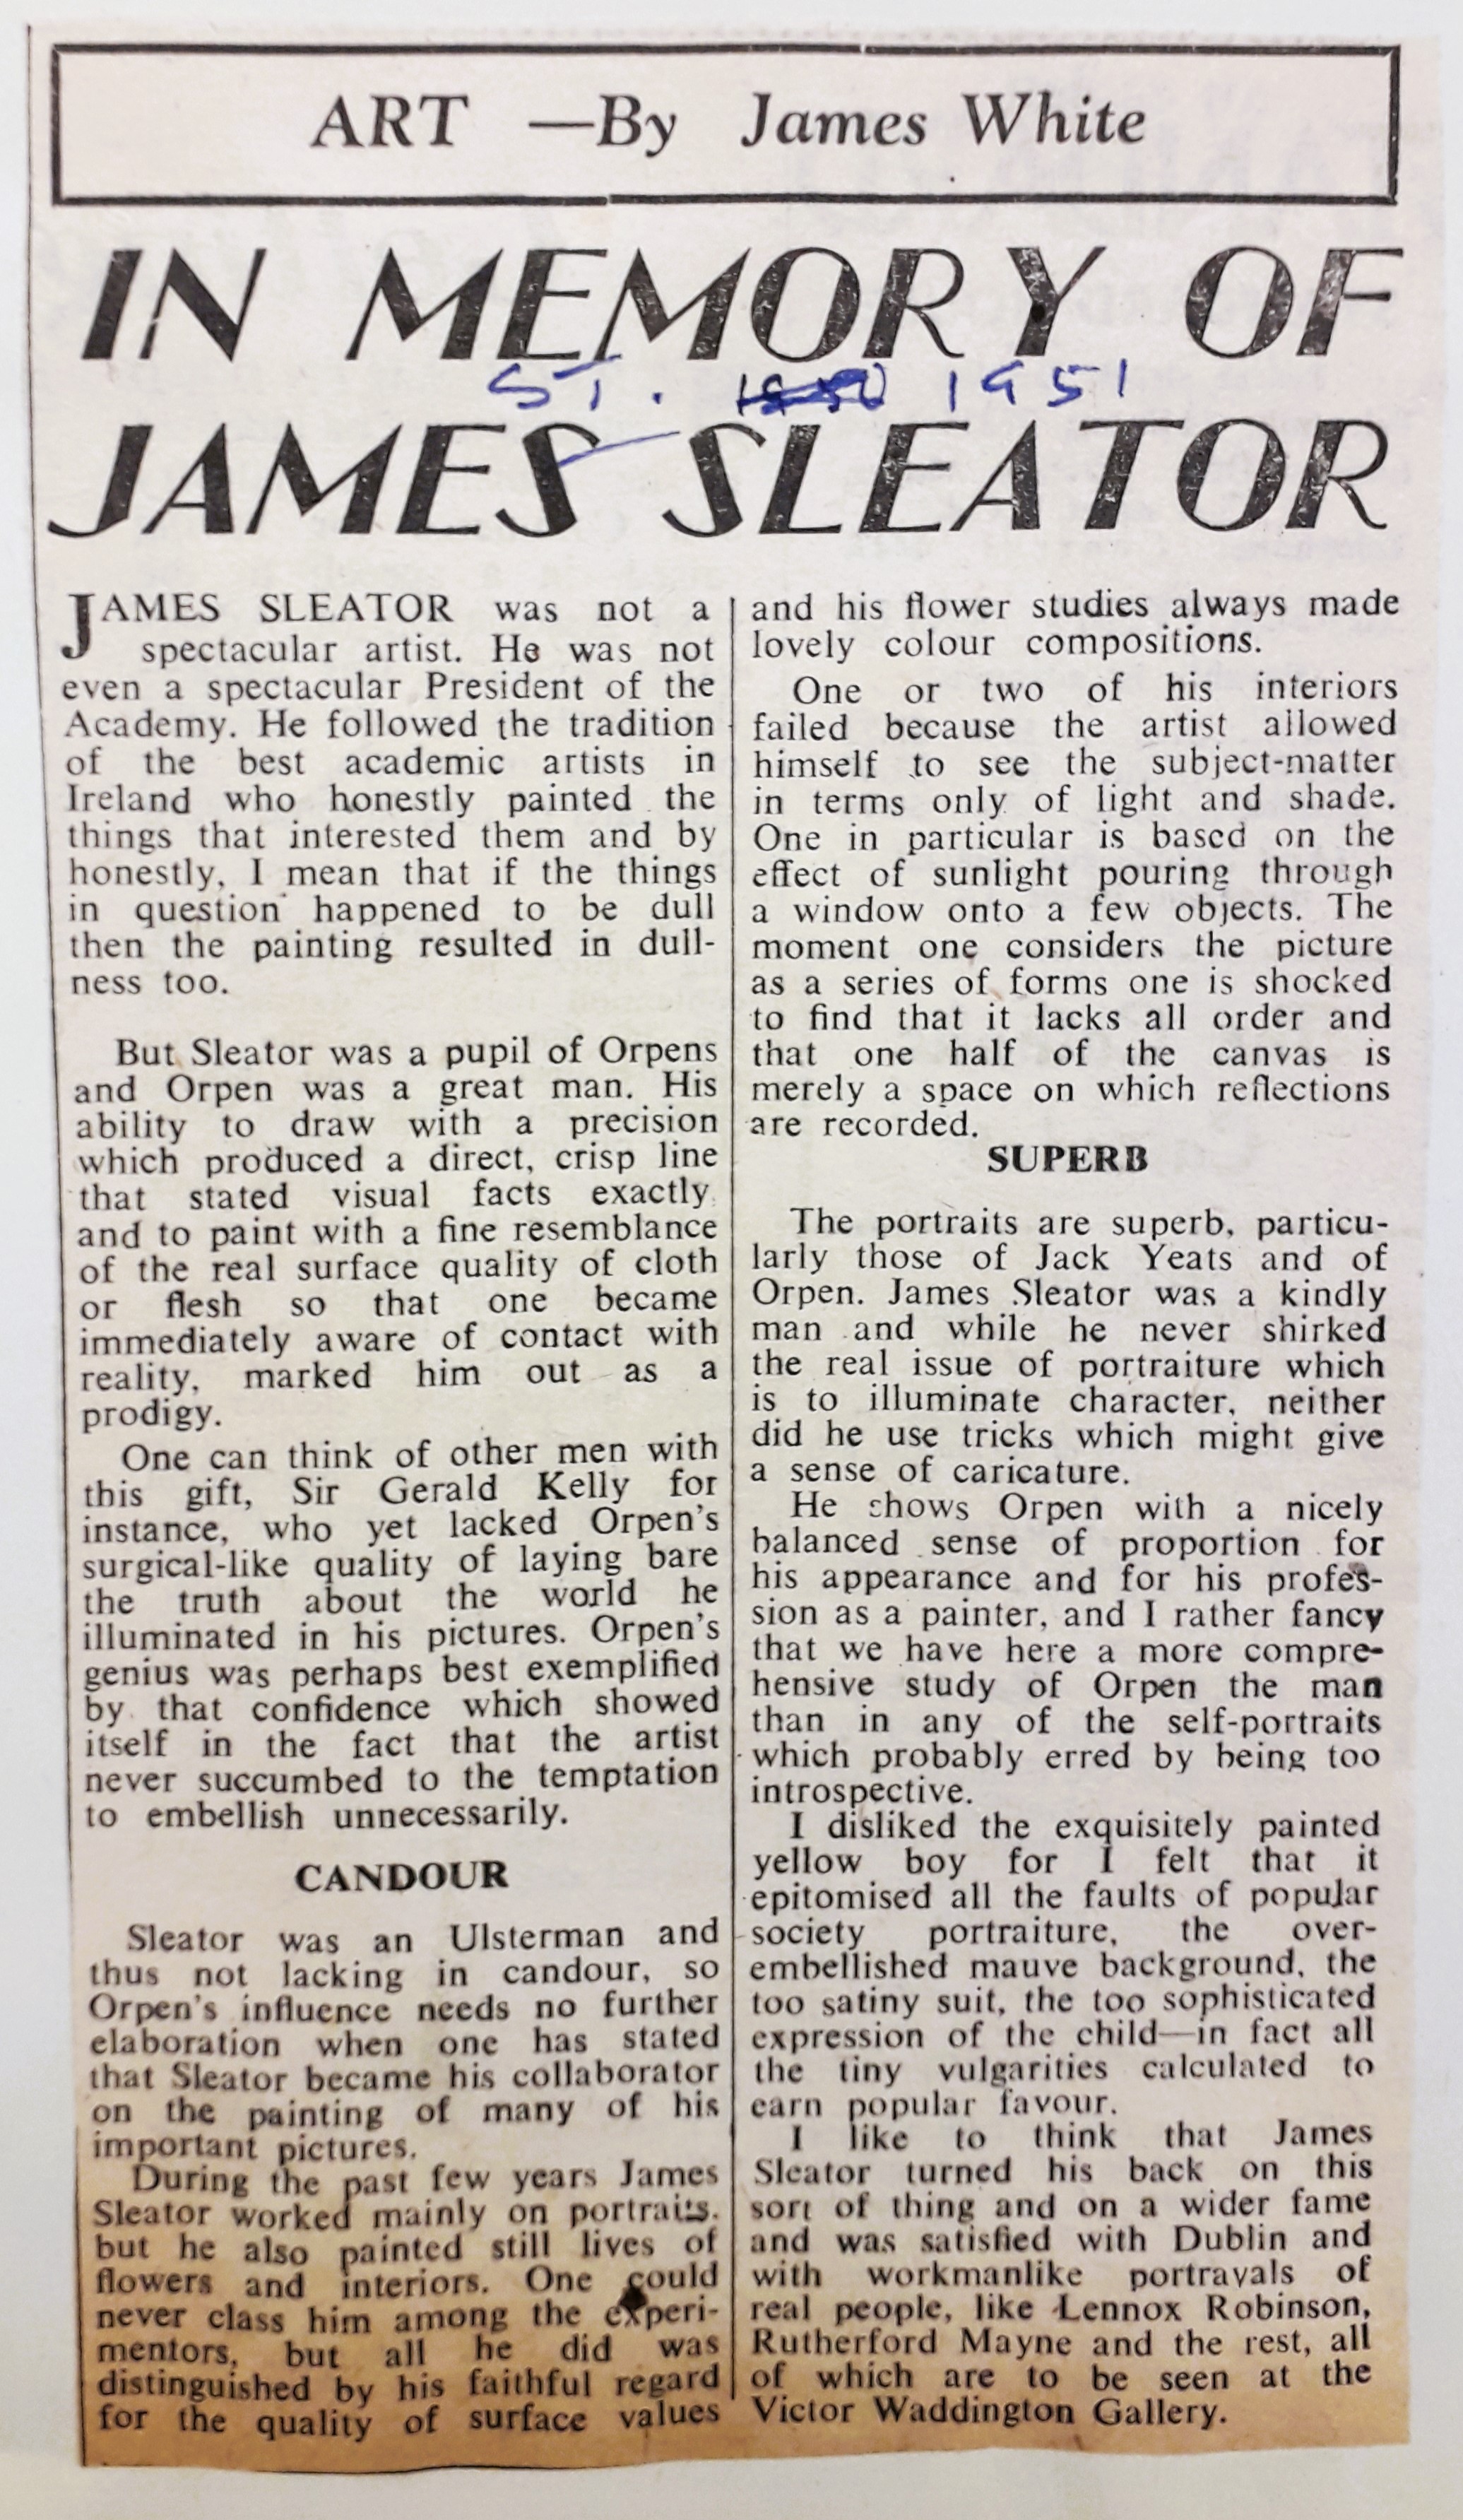 ART —By James White
IN MEMORY OF
ST. 1951
JAMES SLEATOR
JAMES SLEATOR was not a
spectacular artist. He was not
even a spectacular President of the
Academy. He followed the tradition
of the best academic artists in
Ireland who honestly painted the
things that interested them and by
honestly, I mean that if the things
in question happened to be dull
then the painting resulted in dull-
ness too.
But Sleator was a pupil of Orpens
and Orpen was a great man. His
ability to draw with a precision
which produced a direct, crisp line
that stated visual facts exactly
and to paint with a fine resemblance
of the real surface quality of cloth
or flesh so that one became
immediately aware of contact with
reality, marked him out as a
prodigy.
One can think of other men with
this gift, Sir Gerald Kelly for
instance, who yet lacked Orpen's
surgical-like quality of laying bare
the truth about the world he
illuminated in his pictures. Orpen's
genius was perhaps best exemplified
by that confidence which showed
itself in the fact that the artist
never succumbed to the temptation
to embellish unnecessarily.
CANDOUR
Sleator was an Ulsterman and
thus not lacking in candour, so
Orpen's influence needs no further
elaboration when one has stated
that Sleator became his collaborator
on the painting of many of his
important pictures.
During the past few years James
Sleator worked mainly on portraits.
but he also painted still lives of
flowers and interiors. One could
never class him among the experi-
mentors, but all he did was
distinguished by his faithful regard
for the quality of surface values
and his flower studies always made
lovely colour compositions.
One or two of his interiors
failed because the artist allowed
himself to see the subject-matter
in terms only of light and shade.
One in particular is based on the
effect of sunlight pouring through
a window onto a few objects. The
moment one considers the picture
as a series of forms one is shocked
to find that it lacks all order and
that one half of the canvas is
merely a space on which reflections
are recorded.
SUPERB
The portraits are superb, particu-
larly those of Jack Yeats and of
Orpen. James Sleator was a kindly
man and while he never shirked
the real issue of portraiture which
is to illuminate character, neither
did he use tricks which might give
a sense of caricature.
He shows Orpen with a nicely
balanced sense of proportion for
his appearance and for his profes-
sion as a painter, and I rather fancy
that we have here a more compre-
hensive study of Orpen the man
than in any of the self-portraits
which probably erred by being too
introspective.
I disliked the exquisitely painted
yellow boy for I felt that it
epitomised all the faults of popular
society portraiture, the over-
embellished mauve background, the
too satiny suit, the too sophisticated
expression of the child—in fact all
the tiny vulgarities calculated to
earn popular favour.
I like to think that James
Sleator turned his back on this
sort of thing and on a wider fame
and was satisfied with Dublin and
with workmanlike portrayals of
real people, like Lennox Robinson,
Rutherford Mayne and the rest, all
of which are to be seen at the
Victor Waddington Gallery.